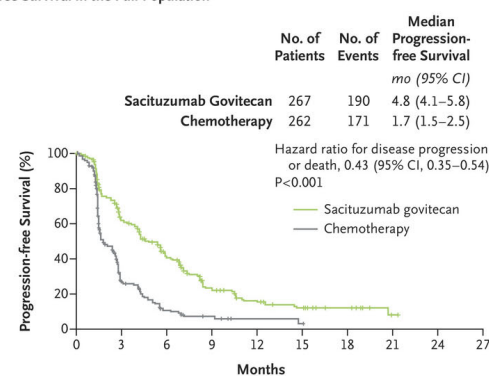 Median
No. of No. of Progression-
Patients Events free Survival
mo (95% CI)
Sacituzumab Govitecan 267 190 4.8 (4.1–5.8)
Chemotherapy 262 171 1.7 (1.5–2.5)
Hazard ratio for disease progression
or death, 0.43 (95% CI, 0.35–0.54)
P<0.001
Sacituzumab govitecan
Chemotherapy
Progression-free Survival (%)
100
80
60
40
20
0
0 3 6 9 12 15 18 21 24 27
Months